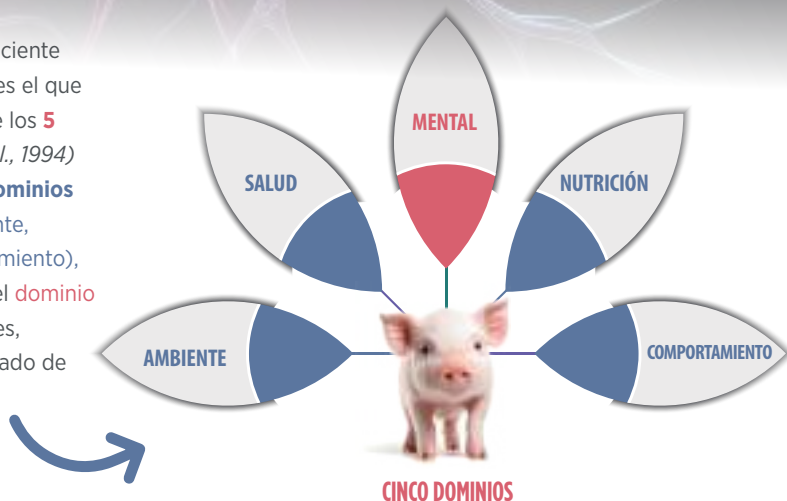 ciente
es el que
e los 5
l., 1994)
ominios
nte,
miento),
el dominio
es,
ado de
MENTAL
SALUD
NUTRICIÓN
AMBIENTE
COMPORTAMIENTO
CINCO DOMINIOS